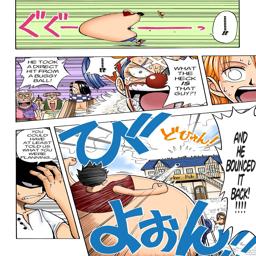 !!
!!
ぐぐ
HE TOOK
A DIRECT
HIT FROM A
BUGGY BALL!
!!
WHAT
THE
HECK
IS THAT
GUY!?
AND
HE
BOUNCED
IT
BACK!
!!!!
どびゃん!
び
よおん!!
YOU
COULD
HAVE AT
LEAST TOLD
US WHAT
YOU WERE
PLANNING...